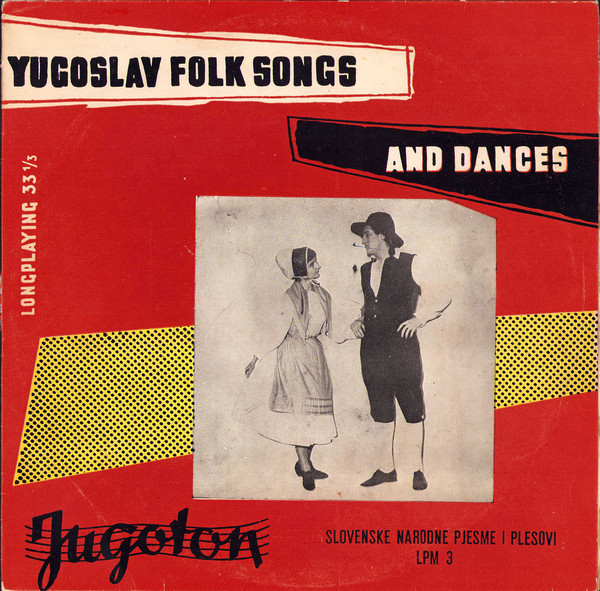 YUGOSLAV FOLK SONGS
AND DANCES
LONGPLAYING 33 1/3
Jugoton
SLOVENSKE NARODNE PJESME I PLESOVI
LPM 3